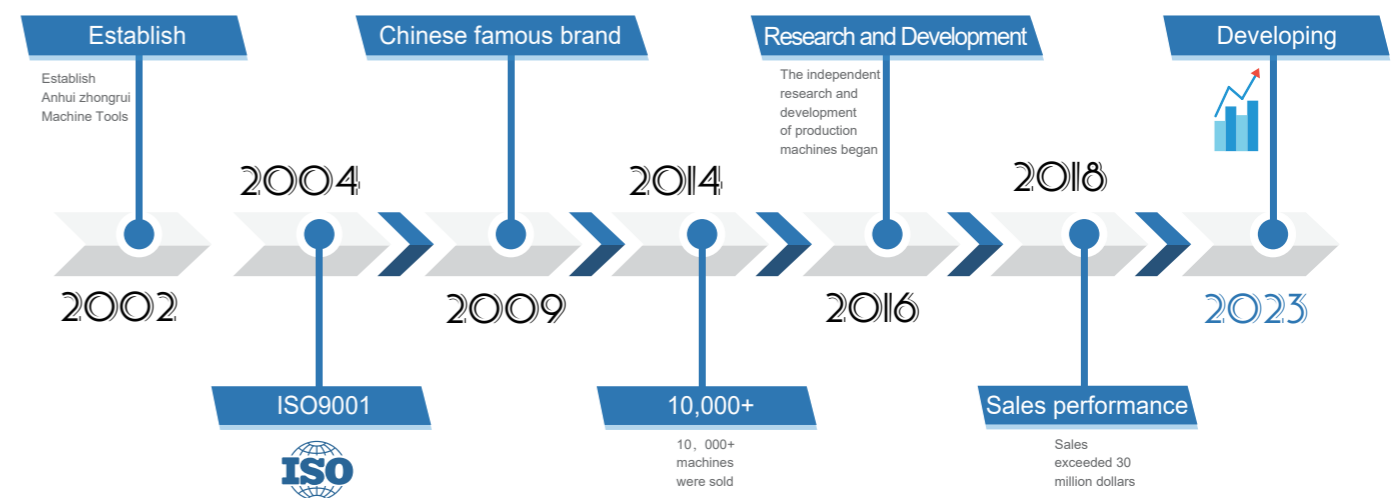 Establish
Establish
Anhui zhongrui
Machine Tools
2002
2004
ISO9001
ISO
Chinese famous brand
2009
2014
10,000+
10，000+
machines
were sold
Research and Development
The independent
research and
development
of production
machines began
2016
2018
Sales performance
Sales
exceeded 30
million dollars
Developing
2023